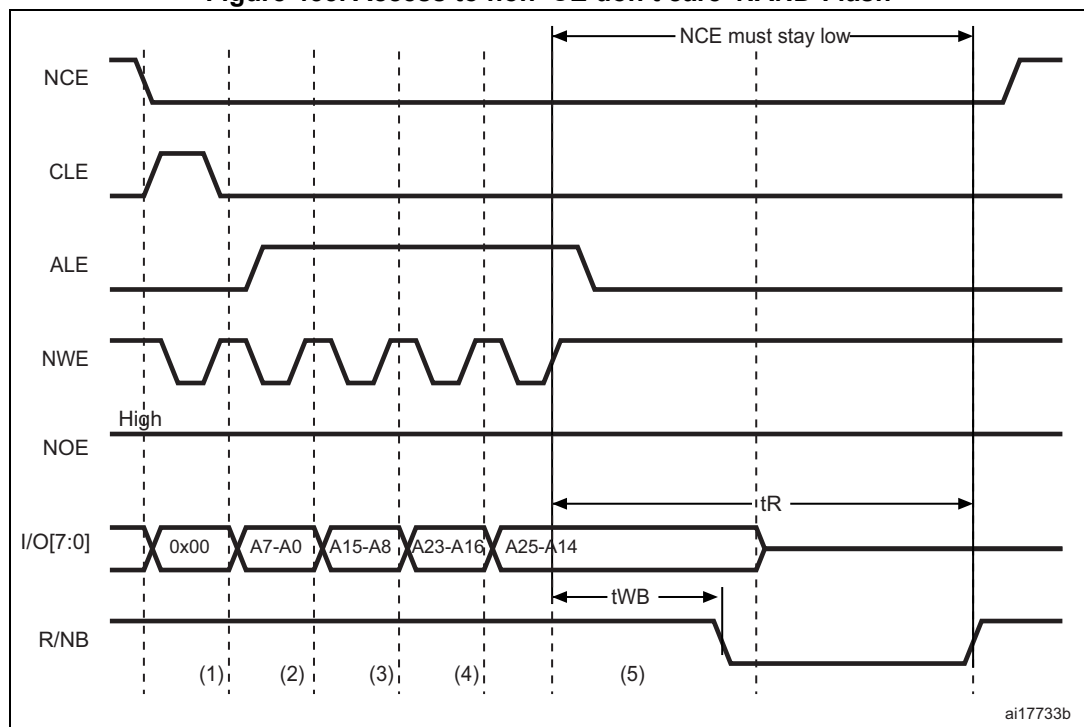 NCE must stay low
NCE
CLE
ALE
NWE
High
NOE
tR
I/O[7:0]
0x00
A7-A0
A15-A8
A23-A16
A25-A14
tWB
R/NB
(1)
(2)
(3)
(4)
(5)
ai17733b